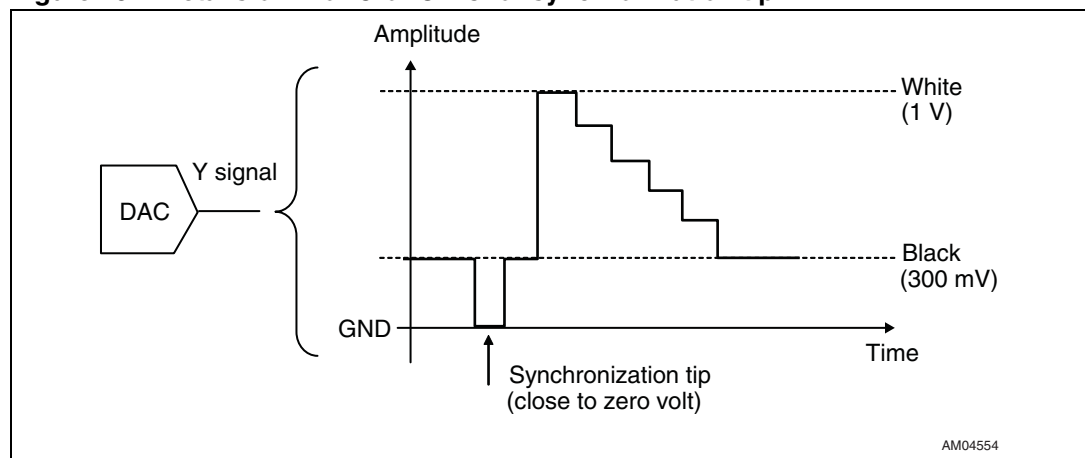 Amplitude
White
(1 V)
Y signal
DAC
Black
(300 mV)
GND
Time
Synchronization tip
(close to zero volt)
AM04554